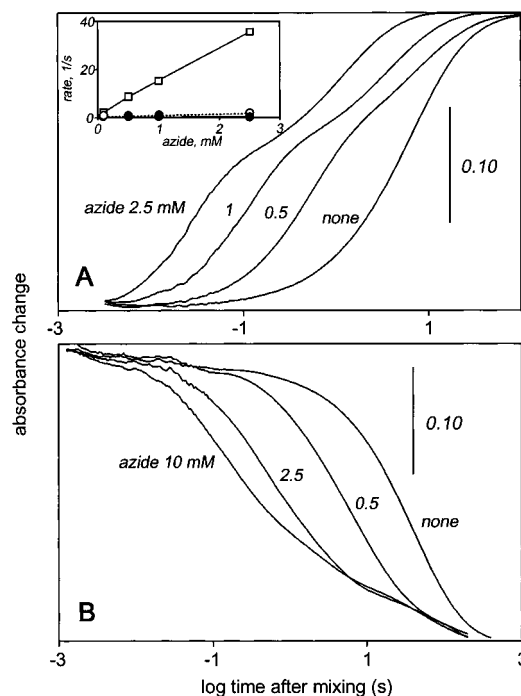 40
20
0
rate, 1/s
0 1 2 3
azide, mM
azide 2.5 mM
1
0.5
none
0.10
A
-3 -1 1
absorbance change
azide 10 mM
2.5
0.5
none
0.10
B
-3 -1 1 3
log time after mixing (s)